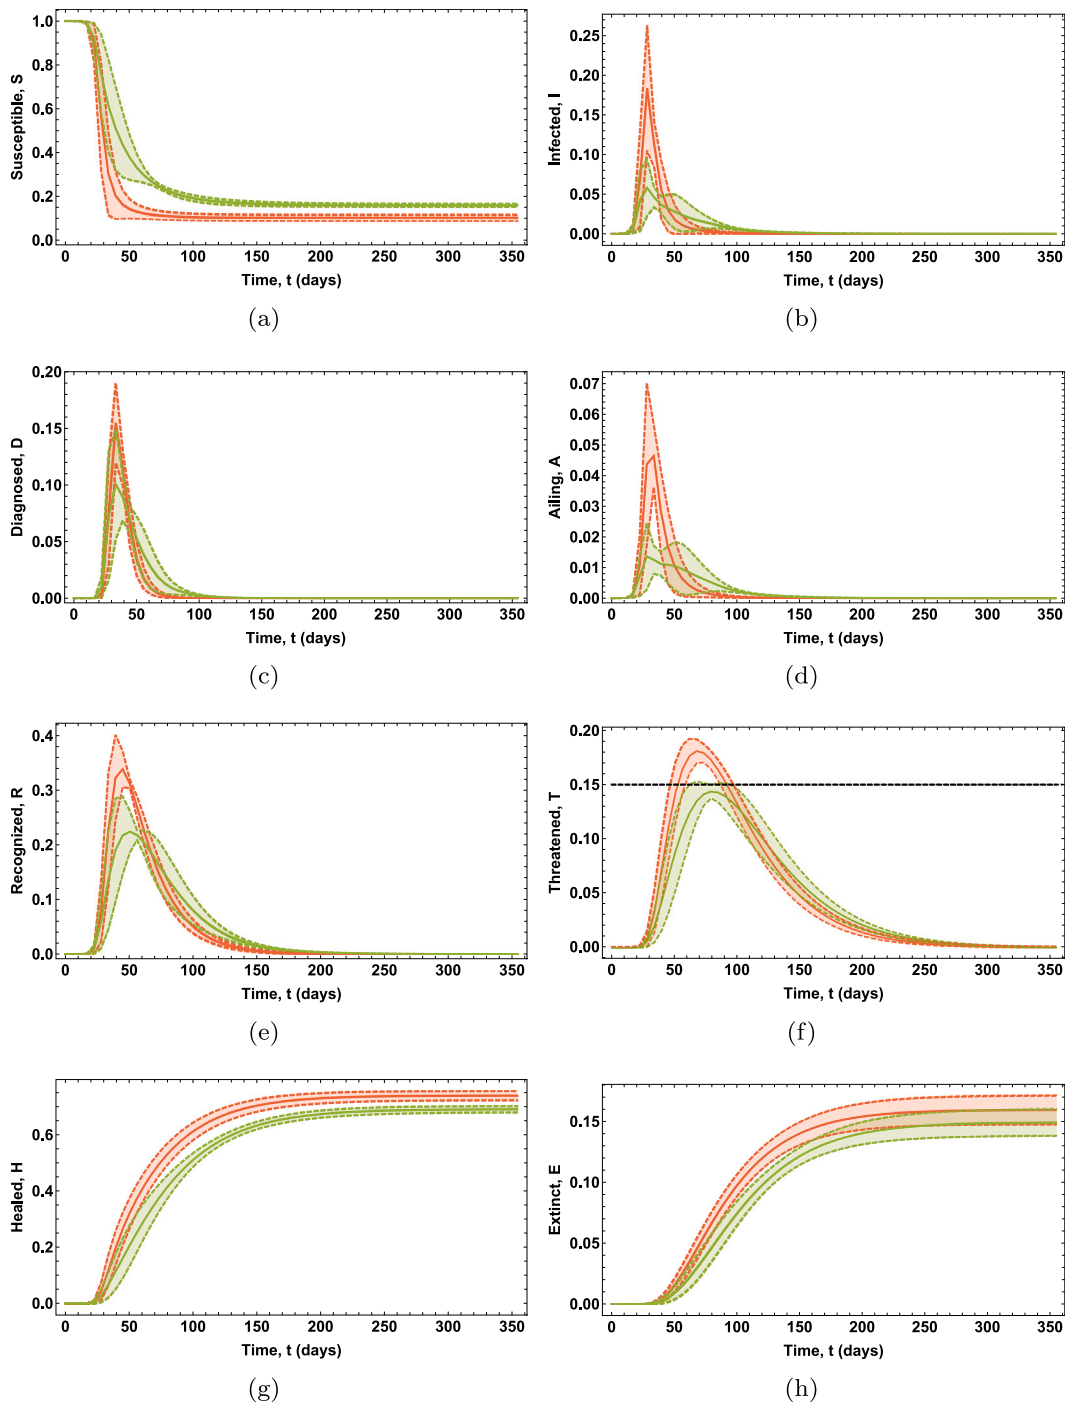 1.0
0.8
0.6
0.4
0.2
0.0
Susceptible, S
0 50 100 150 200 250 300 350
Time, t (days)
(a)
0.25
0.20
0.15
0.10
0.05
0.00
Infected, I
0 50 100 150 200 250 300 350
Time, t (days)
(b)
0.20
0.15
0.10
0.05
0.00
Diagnosed, D
0 50 100 150 200 250 300 350
Time, t (days)
(c)
0.07
0.06
0.05
0.04
0.03
0.02
0.01
0.00
Ailing, A
0 50 100 150 200 250 300 350
Time, t (days)
(d)
0.4
0.3
0.2
0.1
0.0
Recognized, R
0 50 100 150 200 250 300 350
Time, t (days)
(e)
0.20
0.15
0.10
0.05
0.00
Threatened, T
0 50 100 150 200 250 300 350
Time, t (days)
(f)
0.6
0.4
0.2
0.0
Healed, H
0 50 100 150 200 250 300 350
Time, t (days)
(g)
0.15
0.10
0.05
0.00
Extinct, E
0 50 100 150 200 250 300 350
Time, t (days)
(h)